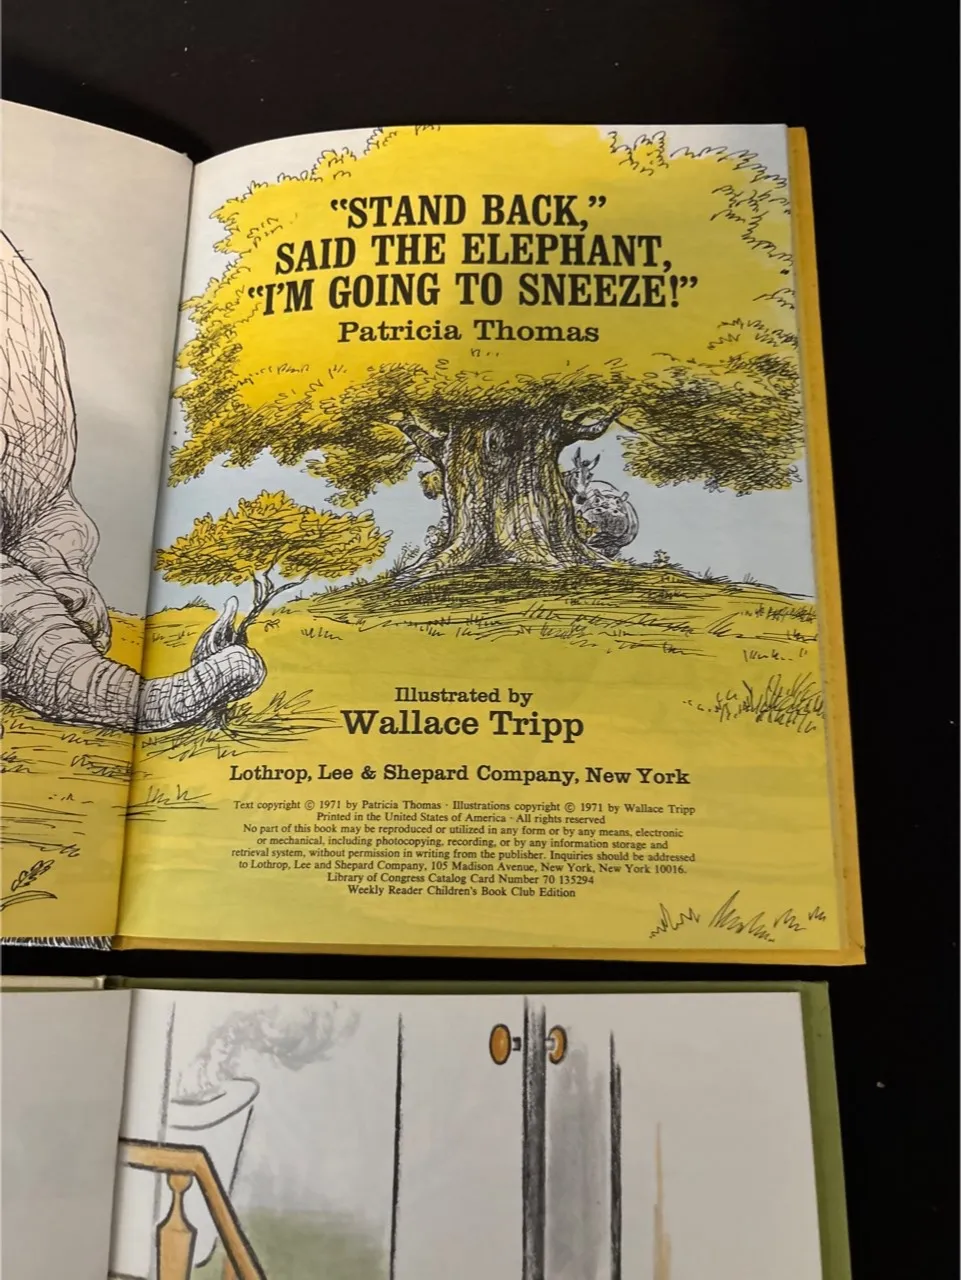 “STAND BACK,”
SAID THE ELEPHANT,
“I’M GOING TO SNEEZE!”
Patricia Thomas
Illustrated by
Wallace Tripp
Lothrop, Lee & Shepard Company, New York
Text copyright © 1971 by Patricia Thomas · Illustrations copyright © 1971 by Wallace Tripp
Printed in the United States of America · All rights reserved
No part of this book may be reproduced or utilized in any form or by any means, electronic
or mechanical, including photocopying, recording, or by any information storage and
retrieval system, without permission in writing from the publisher. Inquiries should be addressed
to Lothrop, Lee and Shepard Company, 105 Madison Avenue, New York, New York 10016.
Library of Congress Catalog Card Number 70 135294
Weekly Reader Children's Book Club Edition